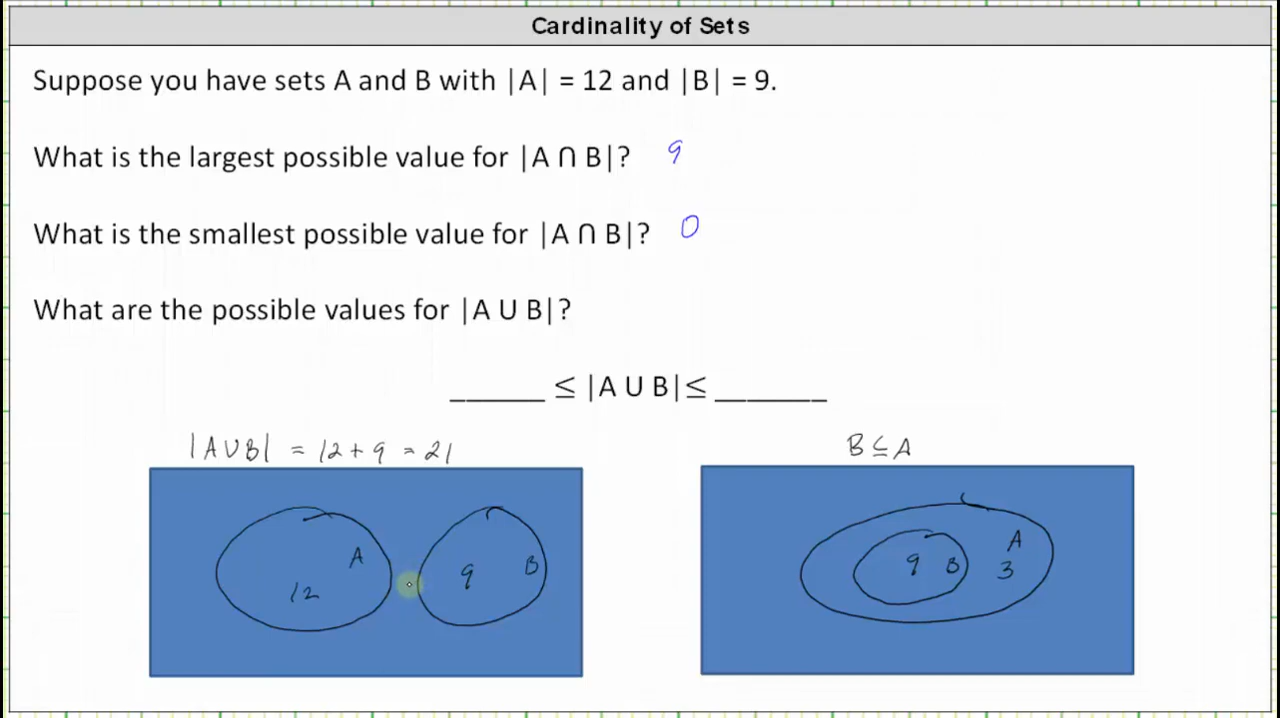 Cardinality of Sets
Suppose you have sets A and B with |A| = 12 and |B| = 9.
What is the largest possible value for |A ∩ B|? 9
What is the smallest possible value for |A ∩ B|? 0
What are the possible values for |A U B|?
______ ≤ |A U B| ≤ _______
|A∪B| = 12 + 9 = 21
B ⊆ A
A
12
9
B
9
B
A
3